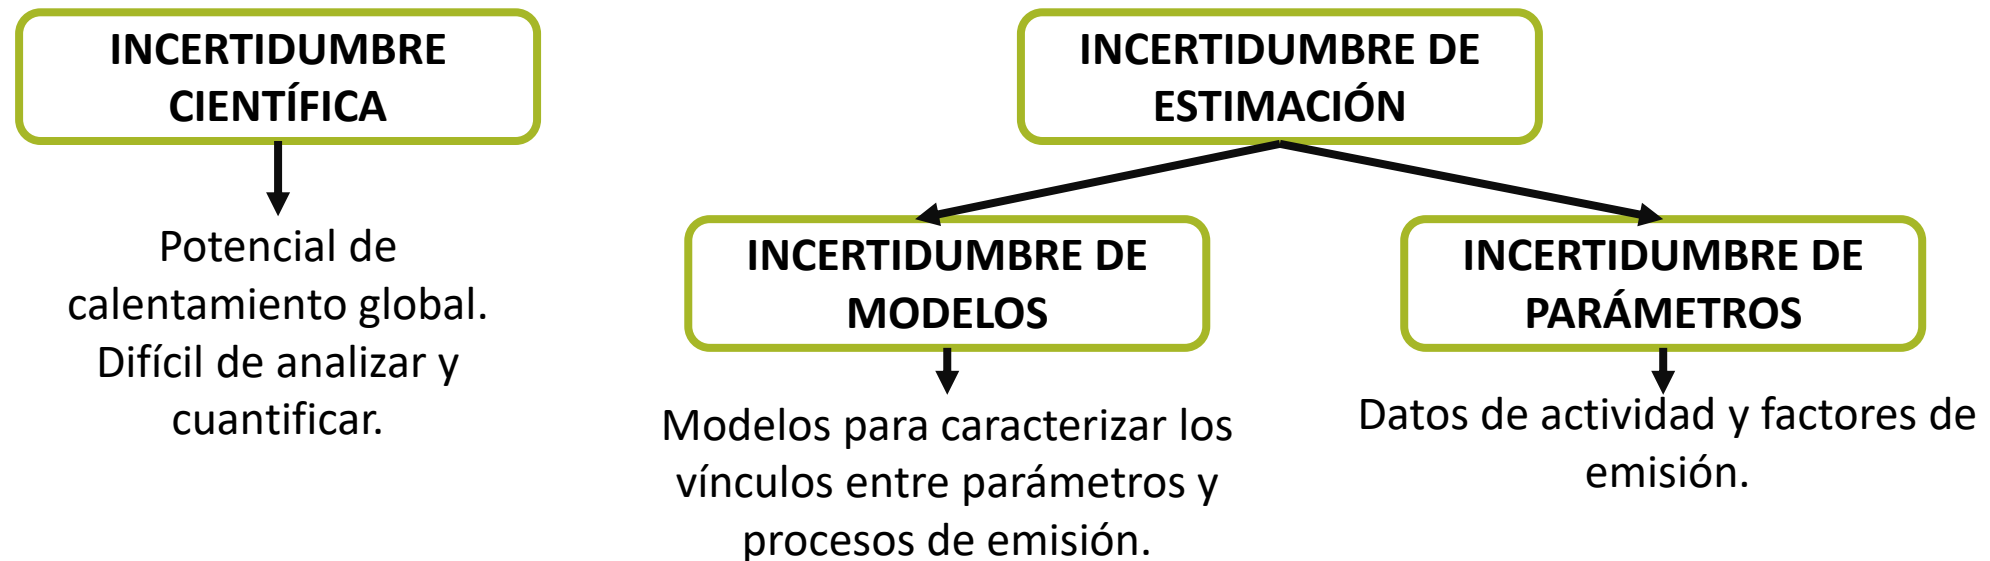 INCERTIDUMBRE
CIENTÍFICA
Potencial de
calentamiento global.
Difícil de analizar y
cuantificar.
INCERTIDUMBRE DE
ESTIMACIÓN
INCERTIDUMBRE DE
MODELOS
Modelos para caracterizar los
vínculos entre parámetros y
procesos de emisión.
INCERTIDUMBRE DE
PARÁMETROS
Datos de actividad y factores de
emisión.